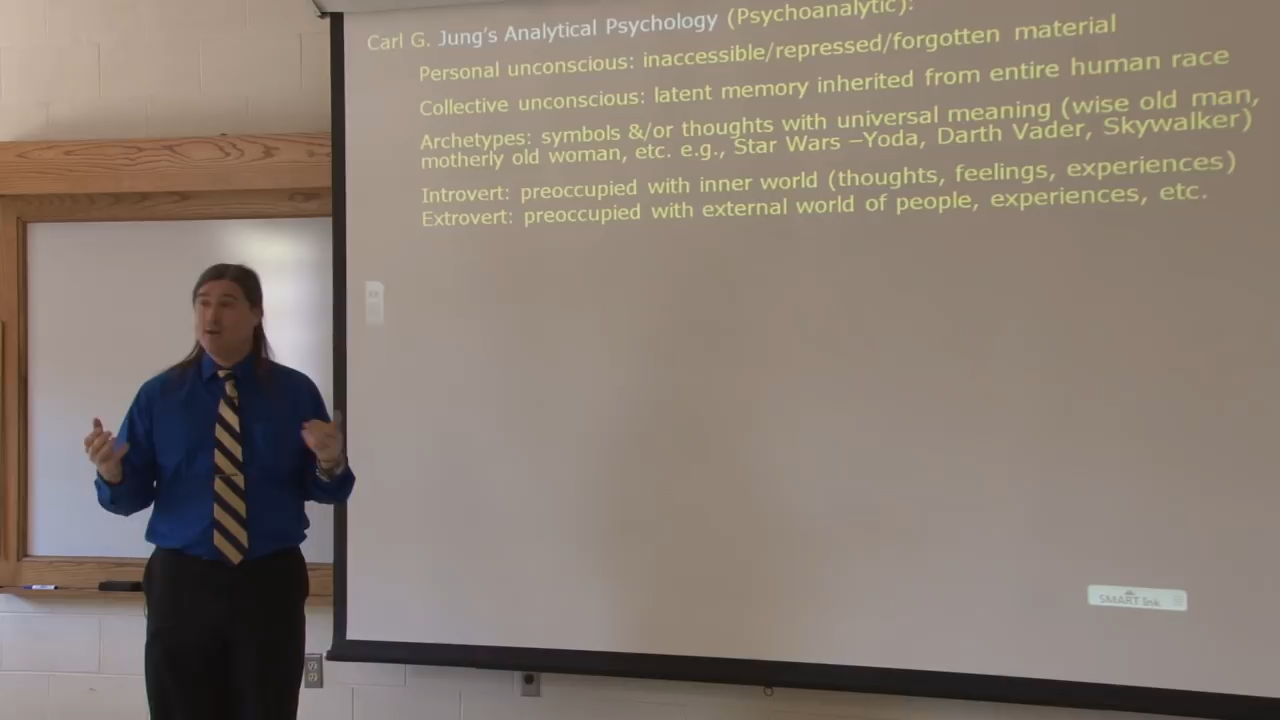 Carl G. Jung's Analytical Psychology (Psychoanalytic):
Personal unconscious: inaccessible/repressed/forgotten material
Collective unconscious: latent memory inherited from entire human race
Archetypes: symbols &/or thoughts with universal meaning (wise old man,
motherly old woman, etc. e.g., Star Wars –Yoda, Darth Vader, Skywalker)
Introvert: preoccupied with inner world (thoughts, feelings, experiences)
Extrovert: preoccupied with external world of people, experiences, etc.
SMART Ink